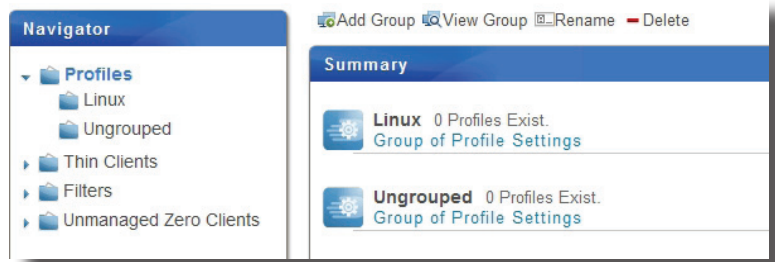 Navigator
Profiles
Linux
Ungrouped
Thin Clients
Filters
Unmanaged Zero Clients
Add Group View Group Rename Delete
Summary
Linux 0 Profiles Exist.
Group of Profile Settings
Ungrouped 0 Profiles Exist.
Group of Profile Settings